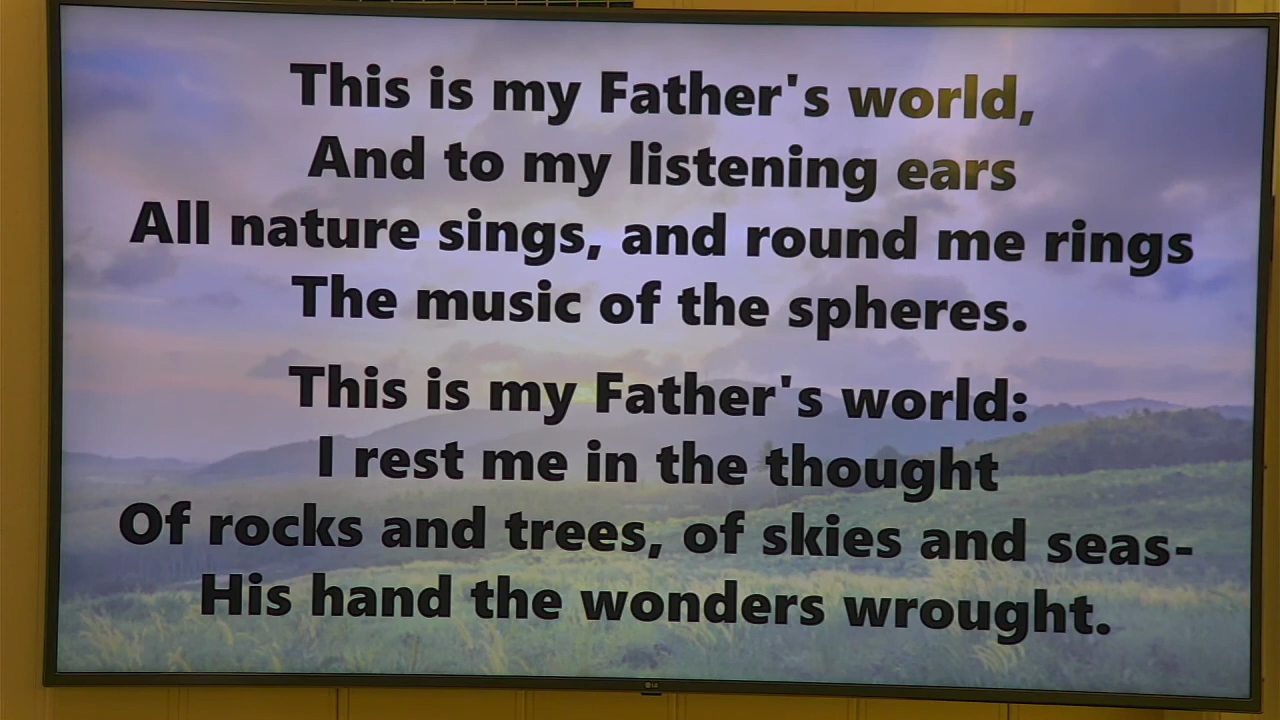 This is my Father's world,
And to my listening ears
All nature sings, and round me rings
The music of the spheres.
This is my Father's world:
I rest me in the thought
Of rocks and trees, of skies and seas-
His hand the wonders wrought.
LG